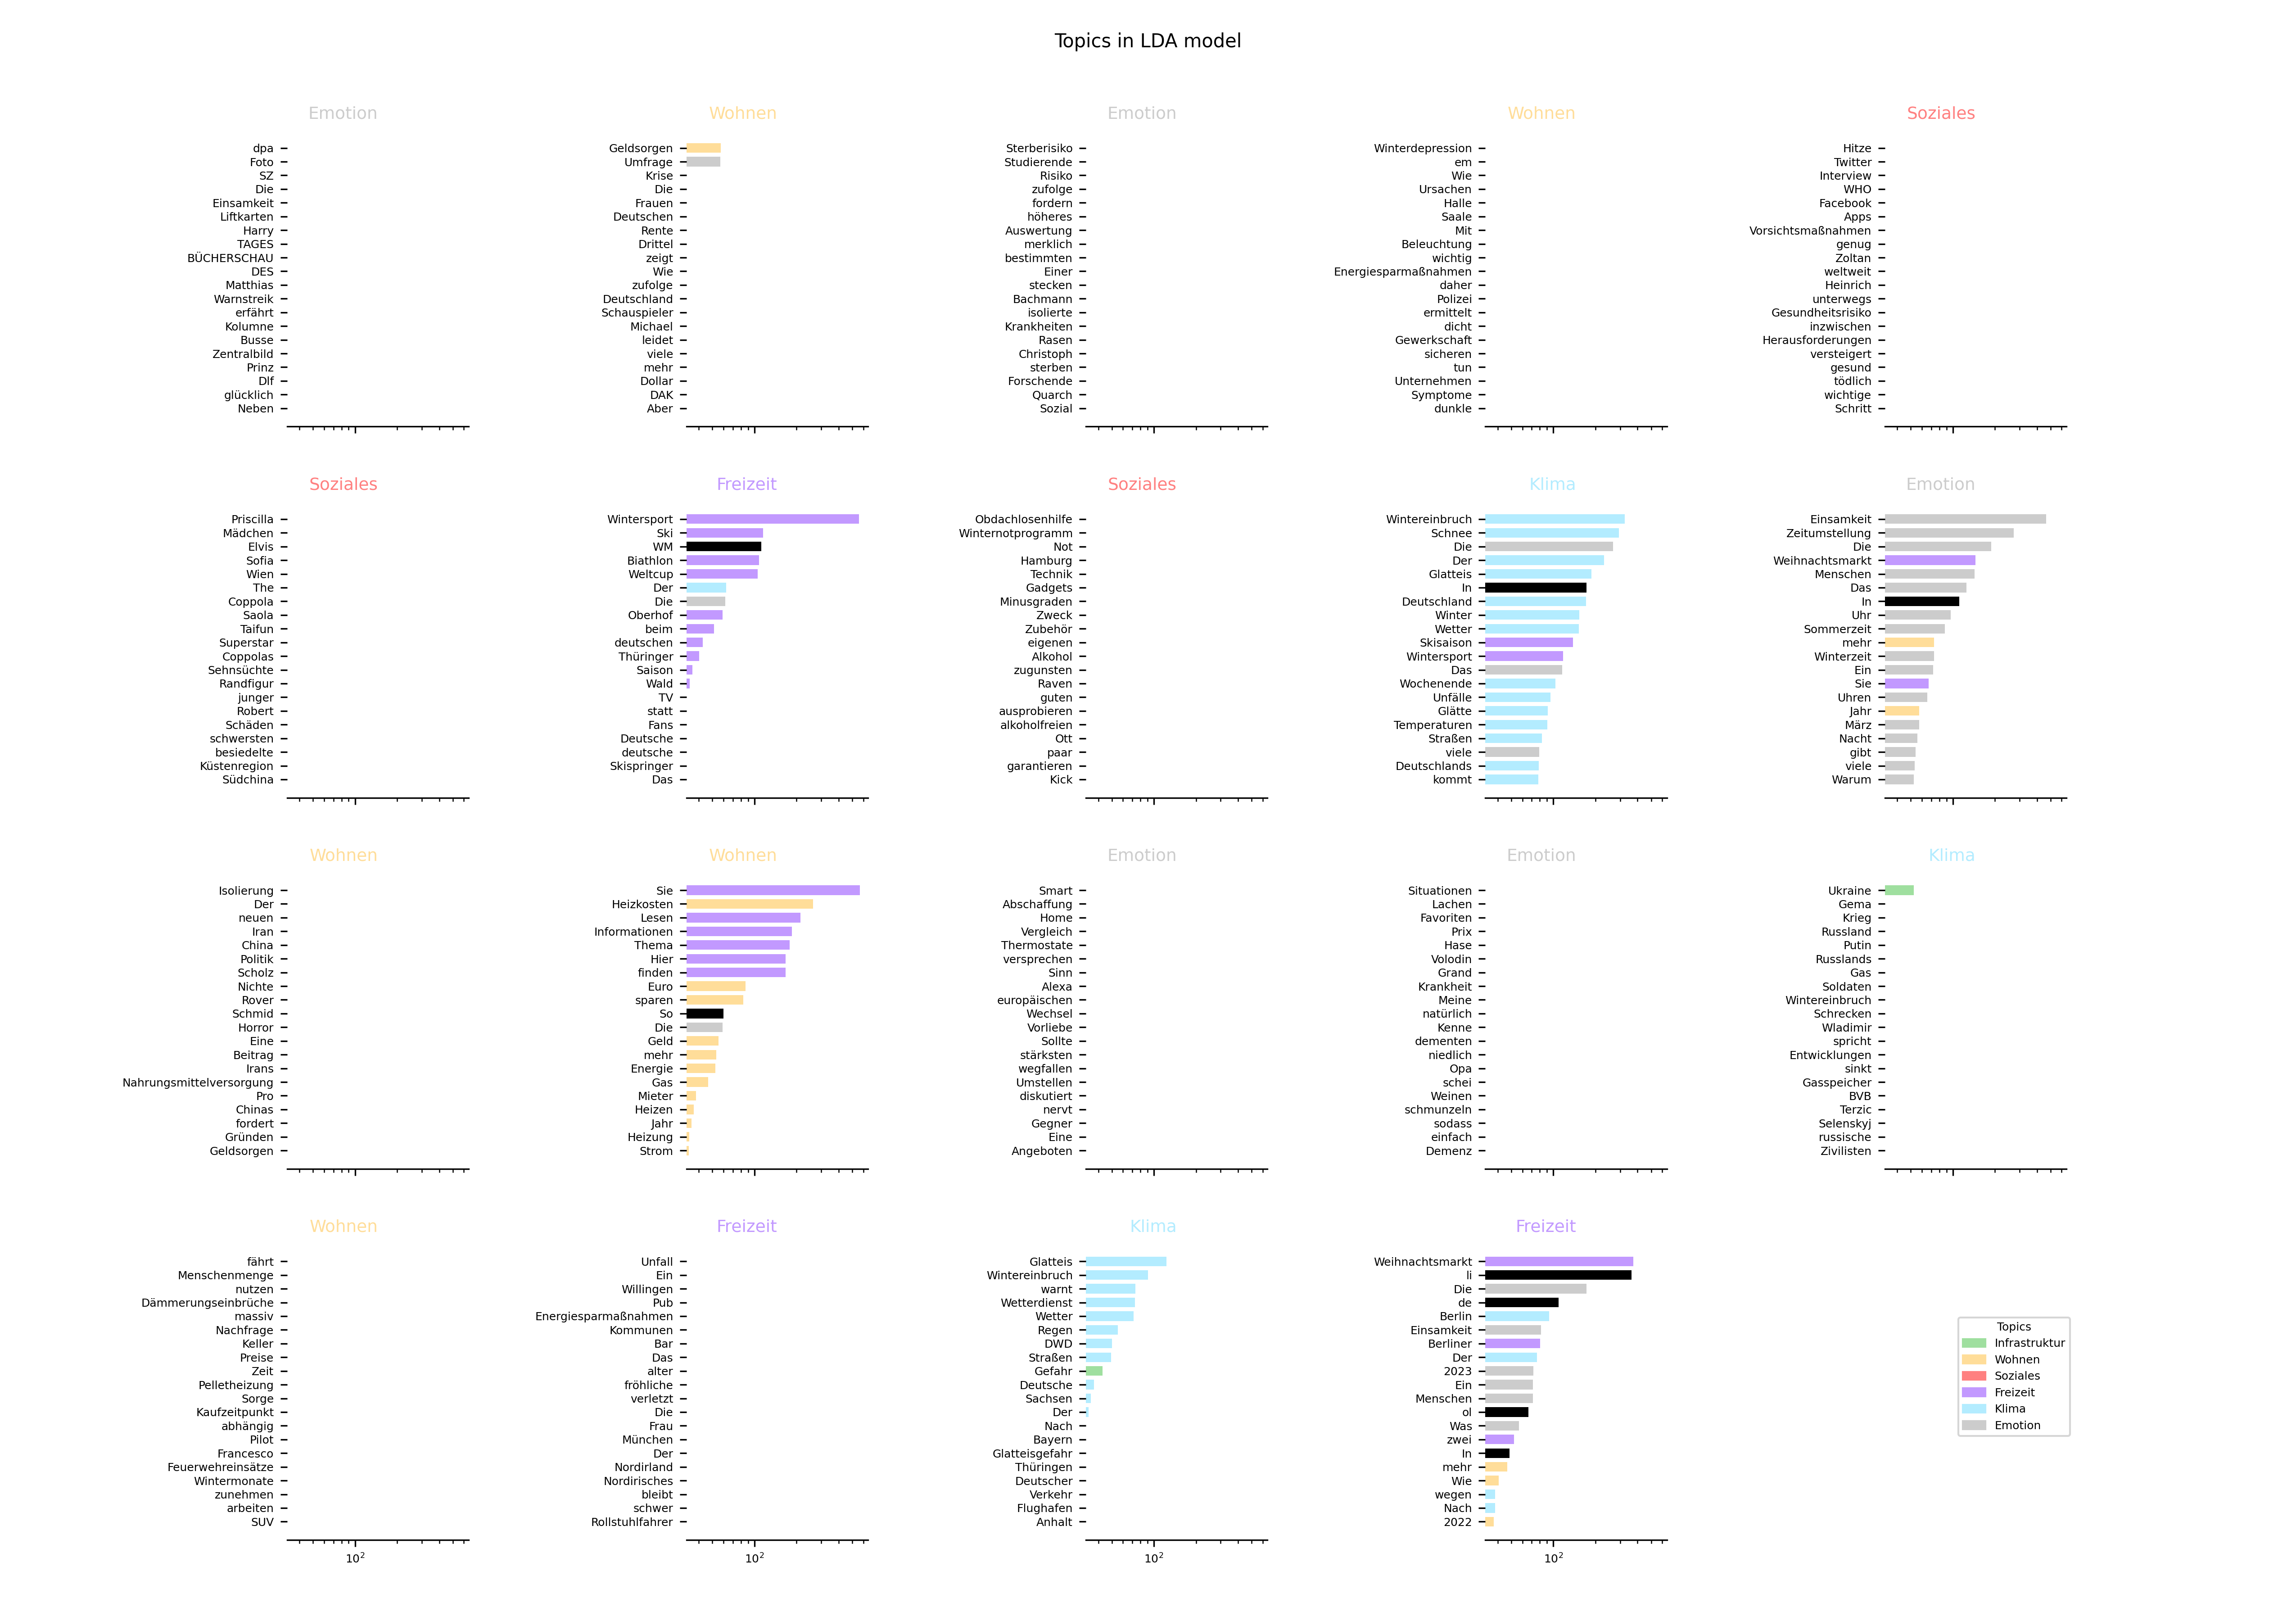 Topics in LDA model
Emotion
dpa
Foto
SZ
Die
Einsamkeit
Liftkarten
Harry
TAGES
BÜCHERSCHAU
DES
Matthias
Warnstreik
erfährt
Kolumne
Busse
Zentralbild
Prinz
Dlf
glücklich
Neben
Wohnen
Geldsorgen
Umfrage
Krise
Die
Frauen
Deutschen
Rente
Drittel
zeigt
Wie
zufolge
Deutschland
Schauspieler
Michael
leidet
viele
mehr
Dollar
DAK
Aber
Emotion
Sterberisiko
Studierende
Risiko
zufolge
fordern
höheres
Auswertung
merklich
bestimmten
Einer
stecken
Bachmann
isolierte
Krankheiten
Rasen
Christoph
sterben
Forschende
Quarch
Sozial
Wohnen
Winterdepression
em
Wie
Ursachen
Halle
Saale
Mit
Beleuchtung
wichtig
Energiesparmaßnahmen
daher
Polizei
ermittelt
dicht
Gewerkschaft
sicheren
tun
Unternehmen
Symptome
dunkle
Soziales
Hitze
Twitter
Interview
WHO
Facebook
Apps
Vorsichtsmaßnahmen
genug
Zoltan
weltweit
Heinrich
unterwegs
Gesundheitsrisiko
inzwischen
Herausforderungen
versteigert
gesund
tödlich
wichtige
Schritt
Soziales
Priscilla
Mädchen
Elvis
Sofia
Wien
The
Coppola
Saola
Taifun
Superstar
Coppolas
Sehnsüchte
Randfigur
junger
Robert
Schäden
schwersten
besiedelte
Küstenregion
Südchina
Freizeit
Wintersport
Ski
WM
Biathlon
Weltcup
Der
Die
Oberhof
beim
deutschen
Thüringer
Saison
Wald
TV
statt
Fans
Deutsche
deutsche
Skispringer
Das
Soziales
Obdachlosenhilfe
Winternotprogramm
Not
Hamburg
Technik
Gadgets
Minusgraden
Zweck
Zubehör
eigenen
Alkohol
zugunsten
Raven
guten
ausprobieren
alkoholfreien
Ott
paar
garantieren
Kick
Klima
Wintereinbruch
Schnee
Die
Der
Glatteis
In
Deutschland
Winter
Wetter
Skisaison
Wintersport
Das
Wochenende
Unfälle
Glätte
Temperaturen
Straßen
viele
Deutschlands
kommt
Emotion
Einsamkeit
Zeitumstellung
Die
Weihnachtsmarkt
Menschen
Das
In
Uhr
Sommerzeit
mehr
Winterzeit
Ein
Sie
Uhren
Jahr
März
Nacht
gibt
viele
Warum
Wohnen
Isolierung
Der
neuen
Iran
China
Politik
Scholz
Nichte
Rover
Schmid
Horror
Eine
Beitrag
Irans
Nahrungsmittelversorgung
Pro
Chinas
fordert
Gründen
Geldsorgen
Wohnen
Sie
Heizkosten
Lesen
Informationen
Thema
Hier
finden
Euro
sparen
So
Die
Geld
mehr
Energie
Gas
Mieter
Heizen
Jahr
Heizung
Strom
Emotion
Smart
Abschaffung
Home
Vergleich
Thermostate
versprechen
Sinn
Alexa
europäischen
Wechsel
Vorliebe
Sollte
stärksten
wegfallen
Umstellen
diskutiert
nervt
Gegner
Eine
Angeboten
Emotion
Situationen
Lachen
Favoriten
Prix
Hase
Volodin
Grand
Krankheit
Meine
natürlich
Kenne
dementen
niedlich
Opa
schei
Weinen
schmunzeln
sodass
einfach
Demenz
Klima
Ukraine
Gema
Krieg
Russland
Putin
Russlands
Gas
Soldaten
Wintereinbruch
Schrecken
Wladimir
spricht
Entwicklungen
sinkt
Gasspeicher
BVB
Terzic
Selenskyj
russische
Zivilisten
Wohnen
fährt
Menschenmenge
nutzen
Dämmerungseinbrüche
massiv
Nachfrage
Keller
Preise
Zeit
Pelletheizung
Sorge
Kaufzeitpunkt
abhängig
Pilot
Francesco
Feuerwehreinsätze
Wintermonate
zunehmen
arbeiten
SUV
10²
Freizeit
Unfall
Ein
Willingen
Pub
Energiesparmaßnahmen
Kommunen
Bar
Das
alter
fröhliche
verletzt
Die
Frau
München
Der
Nordirland
Nordirisches
bleibt
schwer
Rollstuhlfahrer
10²
Klima
Glatteis
Wintereinbruch
warnt
Wetterdienst
Wetter
Regen
DWD
Straßen
Gefahr
Deutsche
Sachsen
Der
Nach
Bayern
Glatteisgefahr
Thüringen
Deutscher
Verkehr
Flughafen
Anhalt
10²
Freizeit
Weihnachtsmarkt
li
Die
de
Berlin
Einsamkeit
Berliner
Der
2023
Ein
Menschen
ol
Was
zwei
In
mehr
Wie
wegen
Nach
2022
10²
Topics
Infrastruktur
Wohnen
Soziales
Freizeit
Klima
Emotion